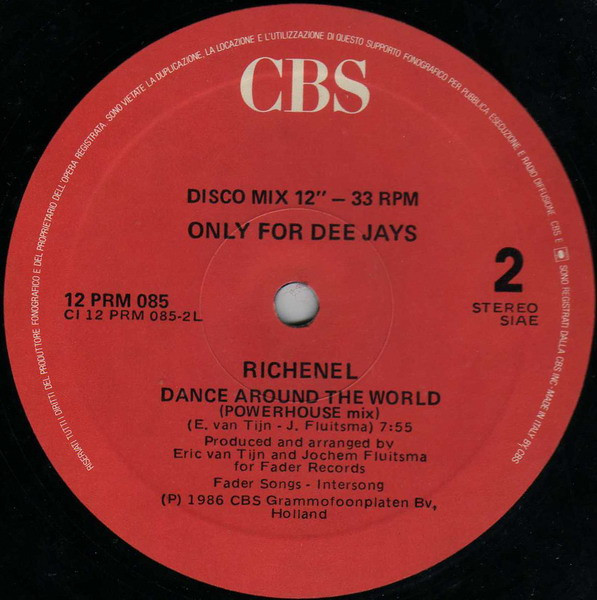 RISERVATI TUTTI I DIRITTI DEL PRODUTTORE FONOGRAFICO E DEL PROPRIETARIO DELL'OPERA REGISTRATA. SONO VIETATE LA DUPLICAZIONE, LA LOCAZIONE E L'UTILIZZAZIONE DI QUESTO SUPPORTO FONOGRAFICO PER PUBBLICA ESECUZIONE E RADIO DIFFUSIONE. CBS E SONO REGISTRATI DALLA CBS INC - MADE IN ITALY BY CBS
CBS
DISCO MIX 12" – 33 RPM
ONLY FOR DEE JAYS
2
STEREO
SIAE
12 PRM 085
CI 12 PRM 085-2L
RICHENEL
DANCE AROUND THE WORLD
(POWERHOUSE mix)
(E. van Tijn - J. Fluitsma) 7:55
Produced and arranged by
Eric van Tijn and Jochem Fluitsma
for Fader Records
Fader Songs - Intersong
(P) 1986 CBS Grammofoonplaten Bv,
Holland